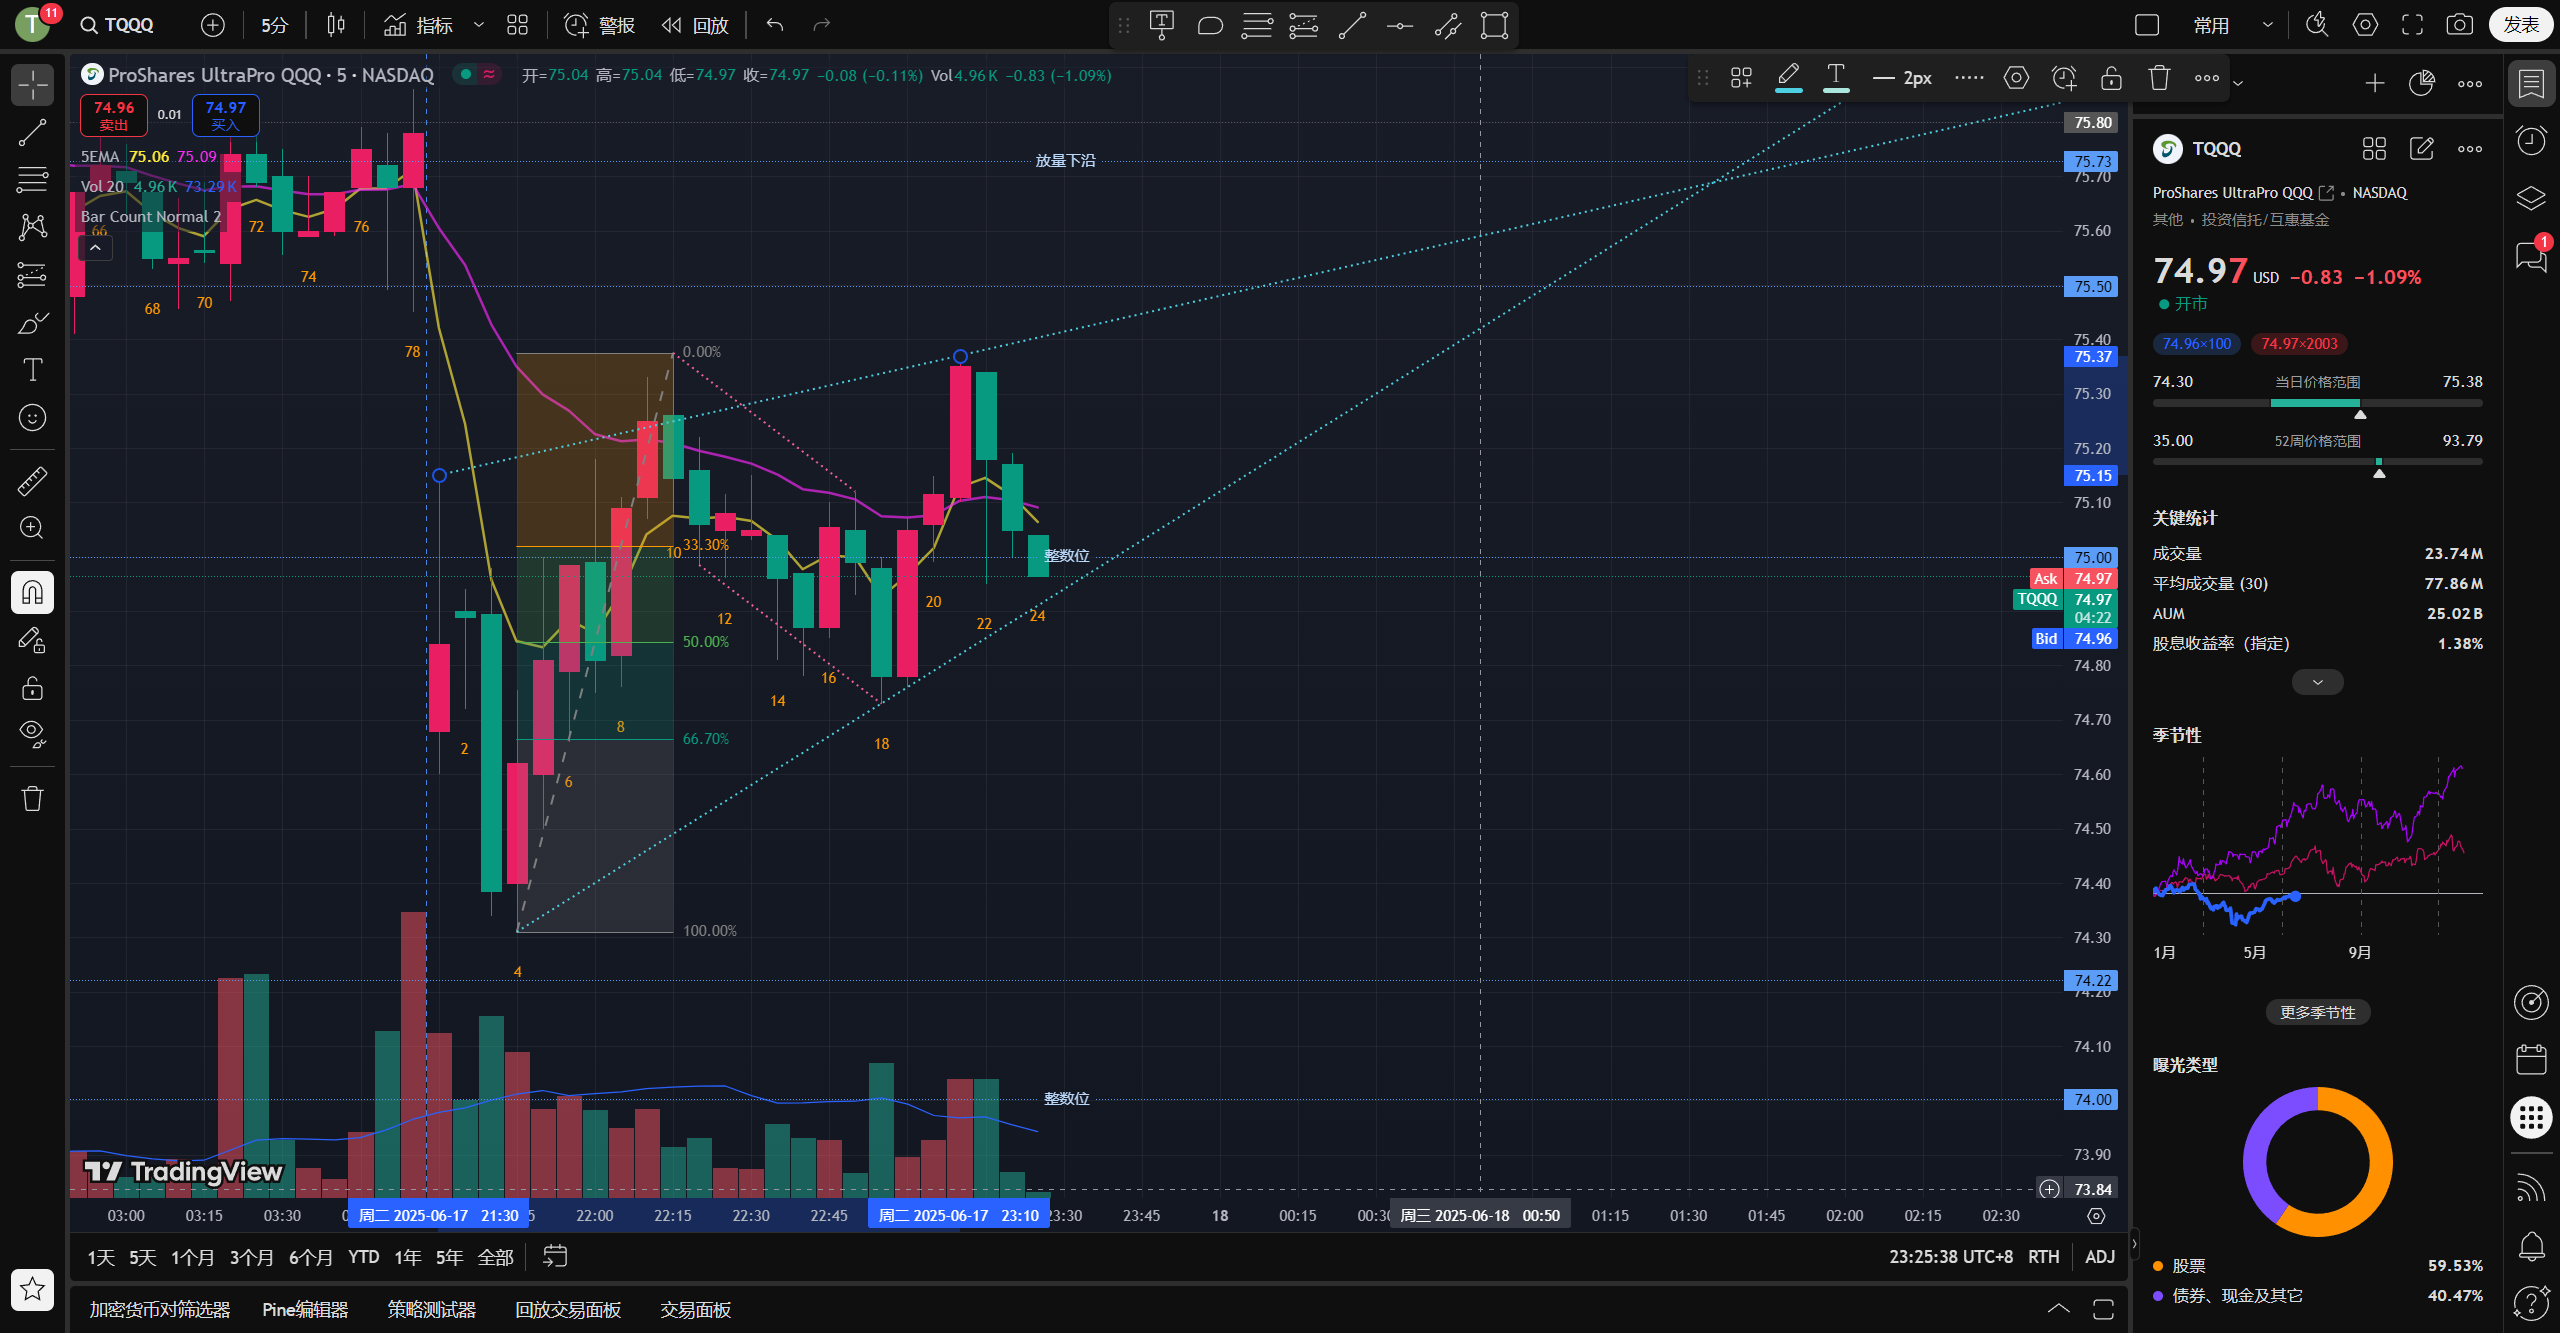 T 11 TQQQ 5分 指标 警报 回放 常用 发表
ProShares UltraPro QQQ · 5 · NASDAQ 开=75.04 高=75.04 低=74.97 收=74.97 −0.08 (−0.11%) Vol4.96 K −0.83 (−1.09%)
2px
74.96 卖出
0.01
74.97 买入
5EMA 75.06 75.09
Vol 20 4.96 K 73.29 K
Bar Count Normal 2
66
68
70
72
74
76
78
2
4
6
8
10
12
14
16
18
20
22
24
0.00%
33.30%
50.00%
66.70%
100.00%
放量下沿
整数位
整数位
75.80
75.73
75.70
75.60
75.50
75.40
75.37
75.30
75.20
75.15
75.10
75.00
Ask 74.97
TQQQ 74.97
04:22
Bid 74.96
74.80
74.70
74.60
74.50
74.40
74.30
74.22
74.20
74.10
74.00
73.90
73.84
TradingView
03:00 03:15 03:30 周二 2025-06-17 21:30 22:00 22:15 22:30 22:45 周二 2025-06-17 23:10 23:45 18 00:15 周三 2025-06-18 00:50 01:15 01:30 01:45 02:00 02:15 02:30
1天 5天 1个月 3个月 6个月 YTD 1年 5年 全部
23:25:38 UTC+8 RTH ADJ
加密货币对筛选器 Pine编辑器 策略测试器 回放交易面板 交易面板
TQQQ
ProShares UltraPro QQQ • NASDAQ
其他 • 投资信托/互惠基金
74.97 USD −0.83 −1.09%
开市
74.96×100 74.97×2003
74.30 当日价格范围 75.38
35.00 52周价格范围 93.79
关键统计
成交量 23.74 M
平均成交量 (30) 77.86 M
AUM 25.02 B
股息收益率（指定） 1.38%
季节性
1月 5月 9月
更多季节性
曝光类型
股票 59.53%
债券、现金及其它 40.47%
1